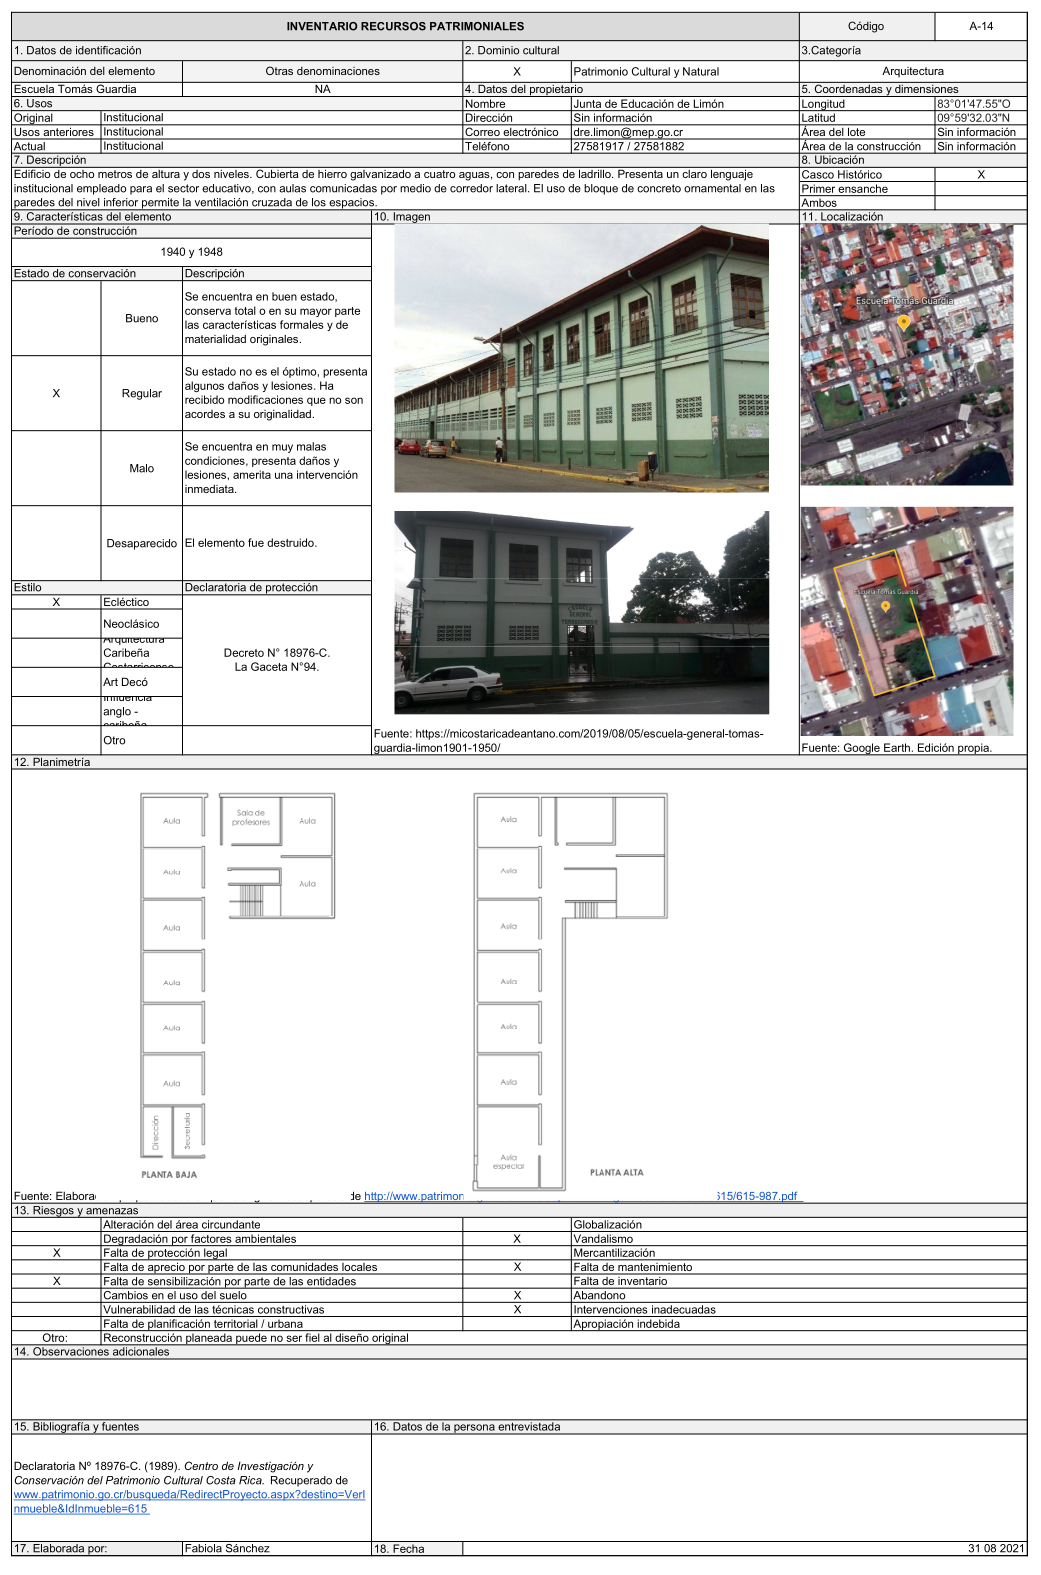 INVENTARIO RECURSOS PATRIMONIALES
Código
A-14
1. Datos de identificación
2. Dominio cultural
3.Categoría
Denominación del elemento
Otras denominaciones
X
Patrimonio Cultural y Natural
Arquitectura
Escuela Tomás Guardia
NA
4. Datos del propietario
5. Coordenadas y dimensiones
6. Usos
Nombre
Junta de Educación de Limón
Longitud
83°01'47.55"O
Original
Institucional
Dirección
Sin información
Latitud
09°59'32.03"N
Usos anteriores
Institucional
Correo electrónico
dre.limon@mep.go.cr
Área del lote
Sin información
Actual
Institucional
Teléfono
27581917 / 27581882
Área de la construcción
Sin información
7. Descripción
8. Ubicación
Edificio de ocho metros de altura y dos niveles. Cubierta de hierro galvanizado a cuatro aguas, con paredes de ladrillo. Presenta un claro lenguaje
institucional empleado para el sector educativo, con aulas comunicadas por medio de corredor lateral. El uso de bloque de concreto ornamental en las
paredes del nivel inferior permite la ventilación cruzada de los espacios.
Casco Histórico
X
Primer ensanche
Ambos
9. Características del elemento
10. Imagen
11. Localización
Período de construcción
1940 y 1948
Estado de conservación
Descripción
Bueno
Se encuentra en buen estado,
conserva total o en su mayor parte
las características formales y de
materialidad originales.
X
Regular
Su estado no es el óptimo, presenta
algunos daños y lesiones. Ha
recibido modificaciones que no son
acordes a su originalidad.
Malo
Se encuentra en muy malas
condiciones, presenta daños y
lesiones, amerita una intervención
inmediata.
Desaparecido
El elemento fue destruido.
Escuela Tomás Guardia
Escuela Tomás Guardia
ESCUELA
GENERAL
Estilo
Declaratoria de protección
X
Ecléctico
Neoclásico
Arquitectura
Caribeña
Costarricense
Art Decó
Influencia
anglo -
caribeña
Otro
Decreto N° 18976-C.
La Gaceta N°94.
Fuente: https://micostaricadeantano.com/2019/08/05/escuela-general-tomas-
guardia-limon1901-1950/
Fuente: Google Earth. Edición propia.
12. Planimetría
Aula
Sala de
profesores
Aula
Aula
Aula
Aula
Aula
Aula
Aula
Dirección
Secretaria
PLANTA BAJA
Aula
Aula
Aula
Aula
Aula
Aula
Aula
especial
PLANTA ALTA
Fuente: Elaborac de http://www.patrimon 615/615-987.pdf
13. Riesgos y amenazas
Alteración del área circundante
Globalización
Degradación por factores ambientales
X
Vandalismo
X
Falta de protección legal
Mercantilización
Falta de aprecio por parte de las comunidades locales
X
Falta de mantenimiento
X
Falta de sensibilización por parte de las entidades
Falta de inventario
Cambios en el uso del suelo
X
Abandono
Vulnerabilidad de las técnicas constructivas
X
Intervenciones inadecuadas
Falta de planificación territorial / urbana
Apropiación indebida
Otro:
Reconstrucción planeada puede no ser fiel al diseño original
14. Observaciones adicionales
15. Bibliografía y fuentes
16. Datos de la persona entrevistada
Declaratoria Nº 18976-C. (1989). Centro de Investigación y
Conservación del Patrimonio Cultural Costa Rica. Recuperado de
www.patrimonio.go.cr/busqueda/RedirectProyecto.aspx?destino=VerI
nmueble&IdInmueble=615
17. Elaborada por:
Fabiola Sánchez
18. Fecha
31 08 2021